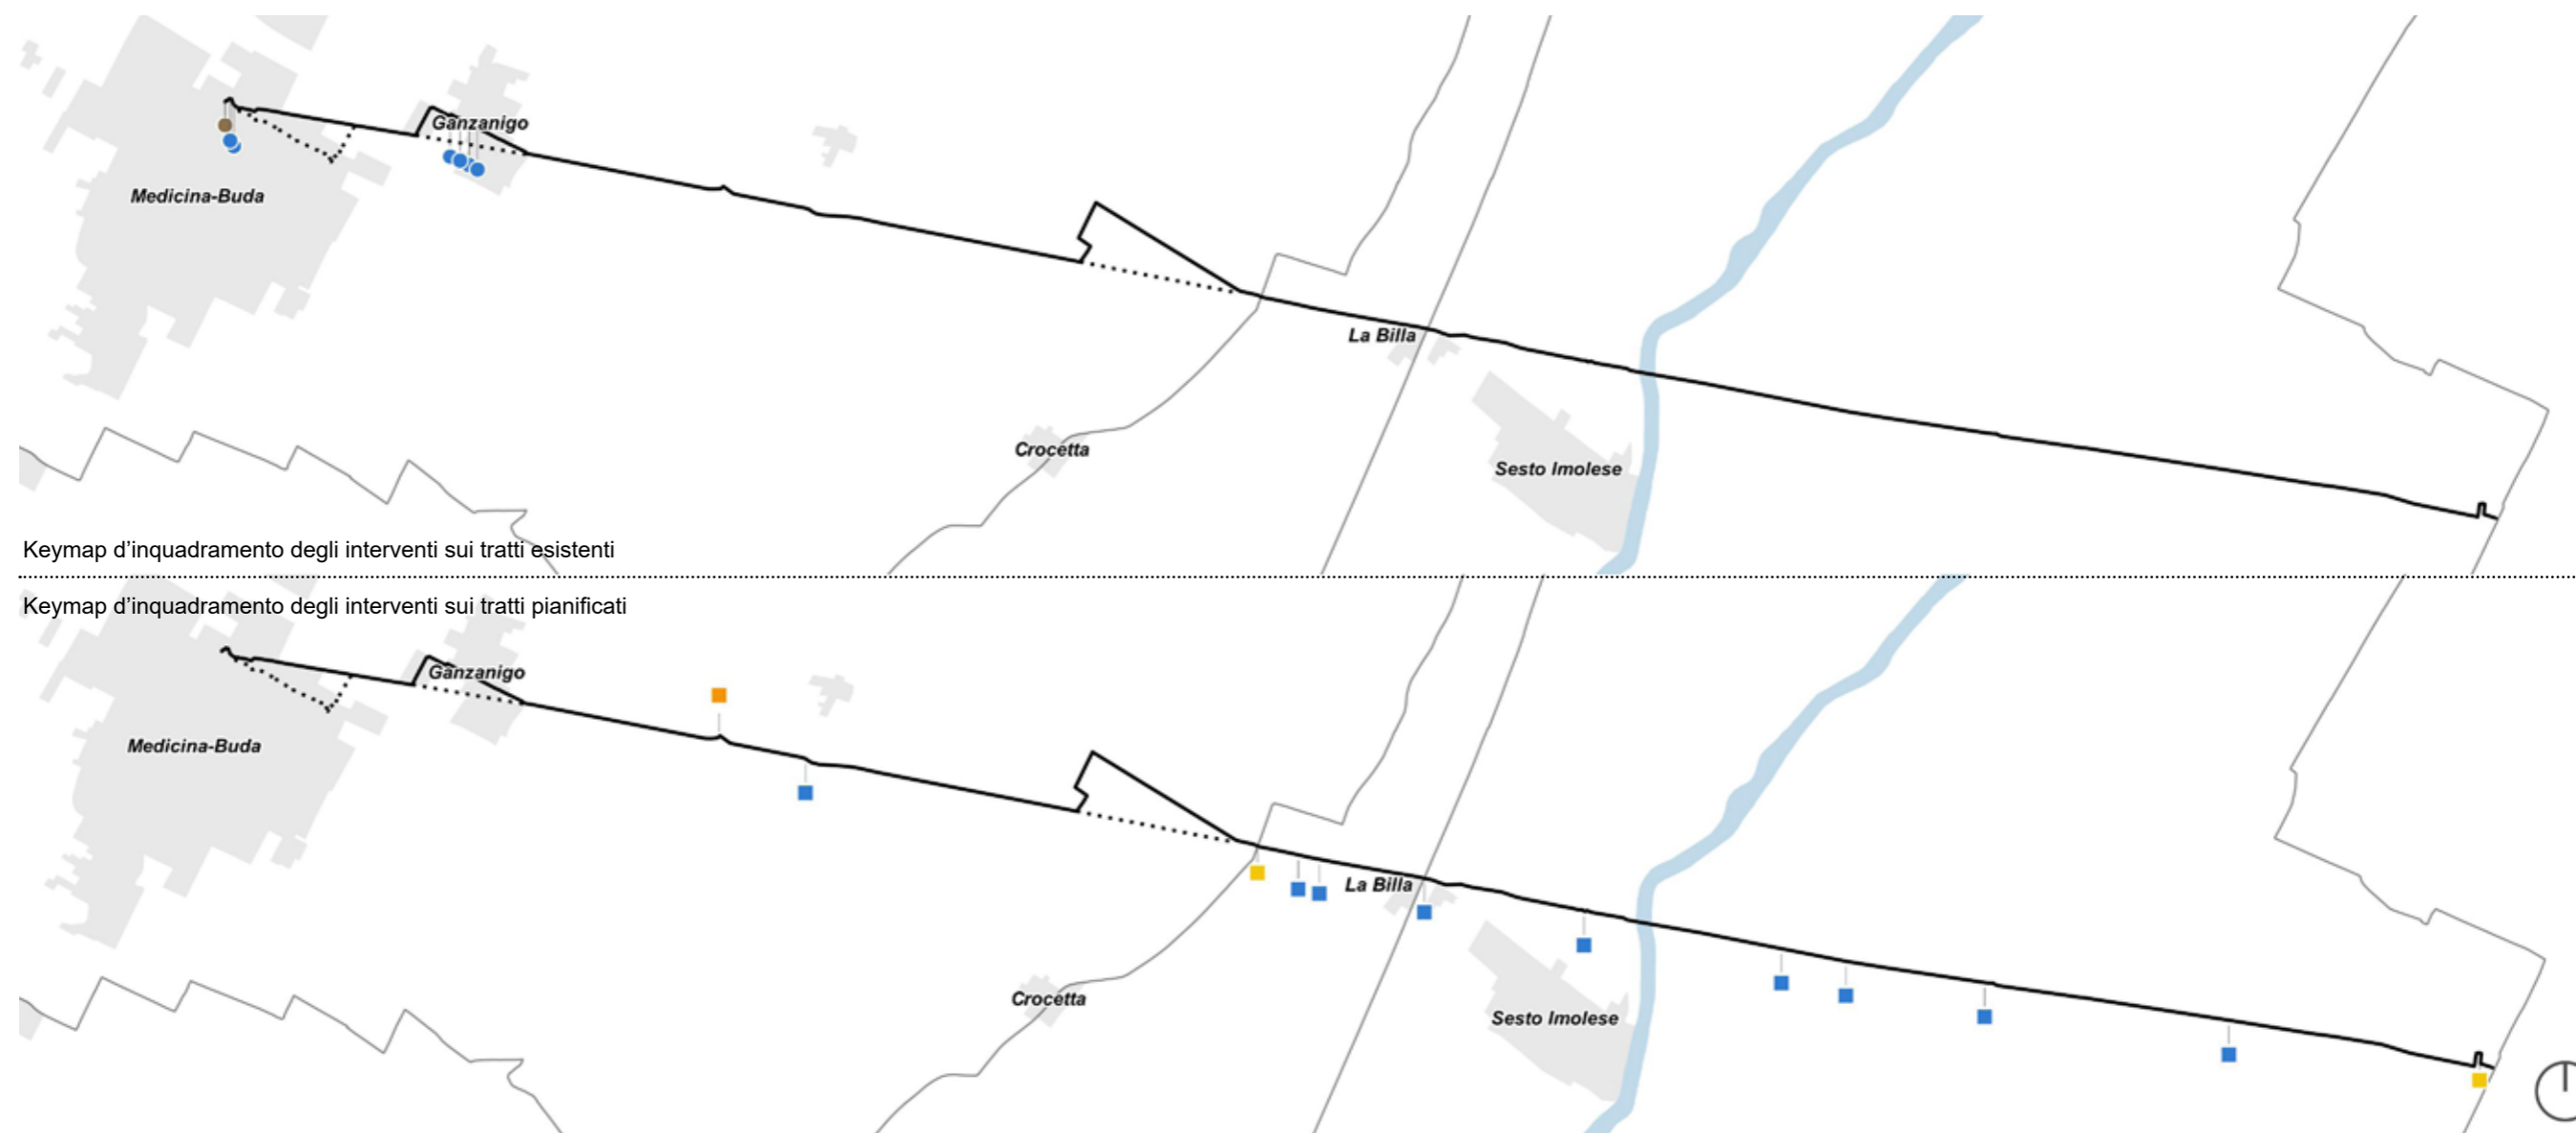 Ganzanigo
Medicina-Buda
La Billa
Crocetta
Sesto Imolese
Keymap d’inquadramento degli interventi sui tratti esistenti
Keymap d’inquadramento degli interventi sui tratti pianificati
Ganzanigo
Medicina-Buda
La Billa
Crocetta
Sesto Imolese